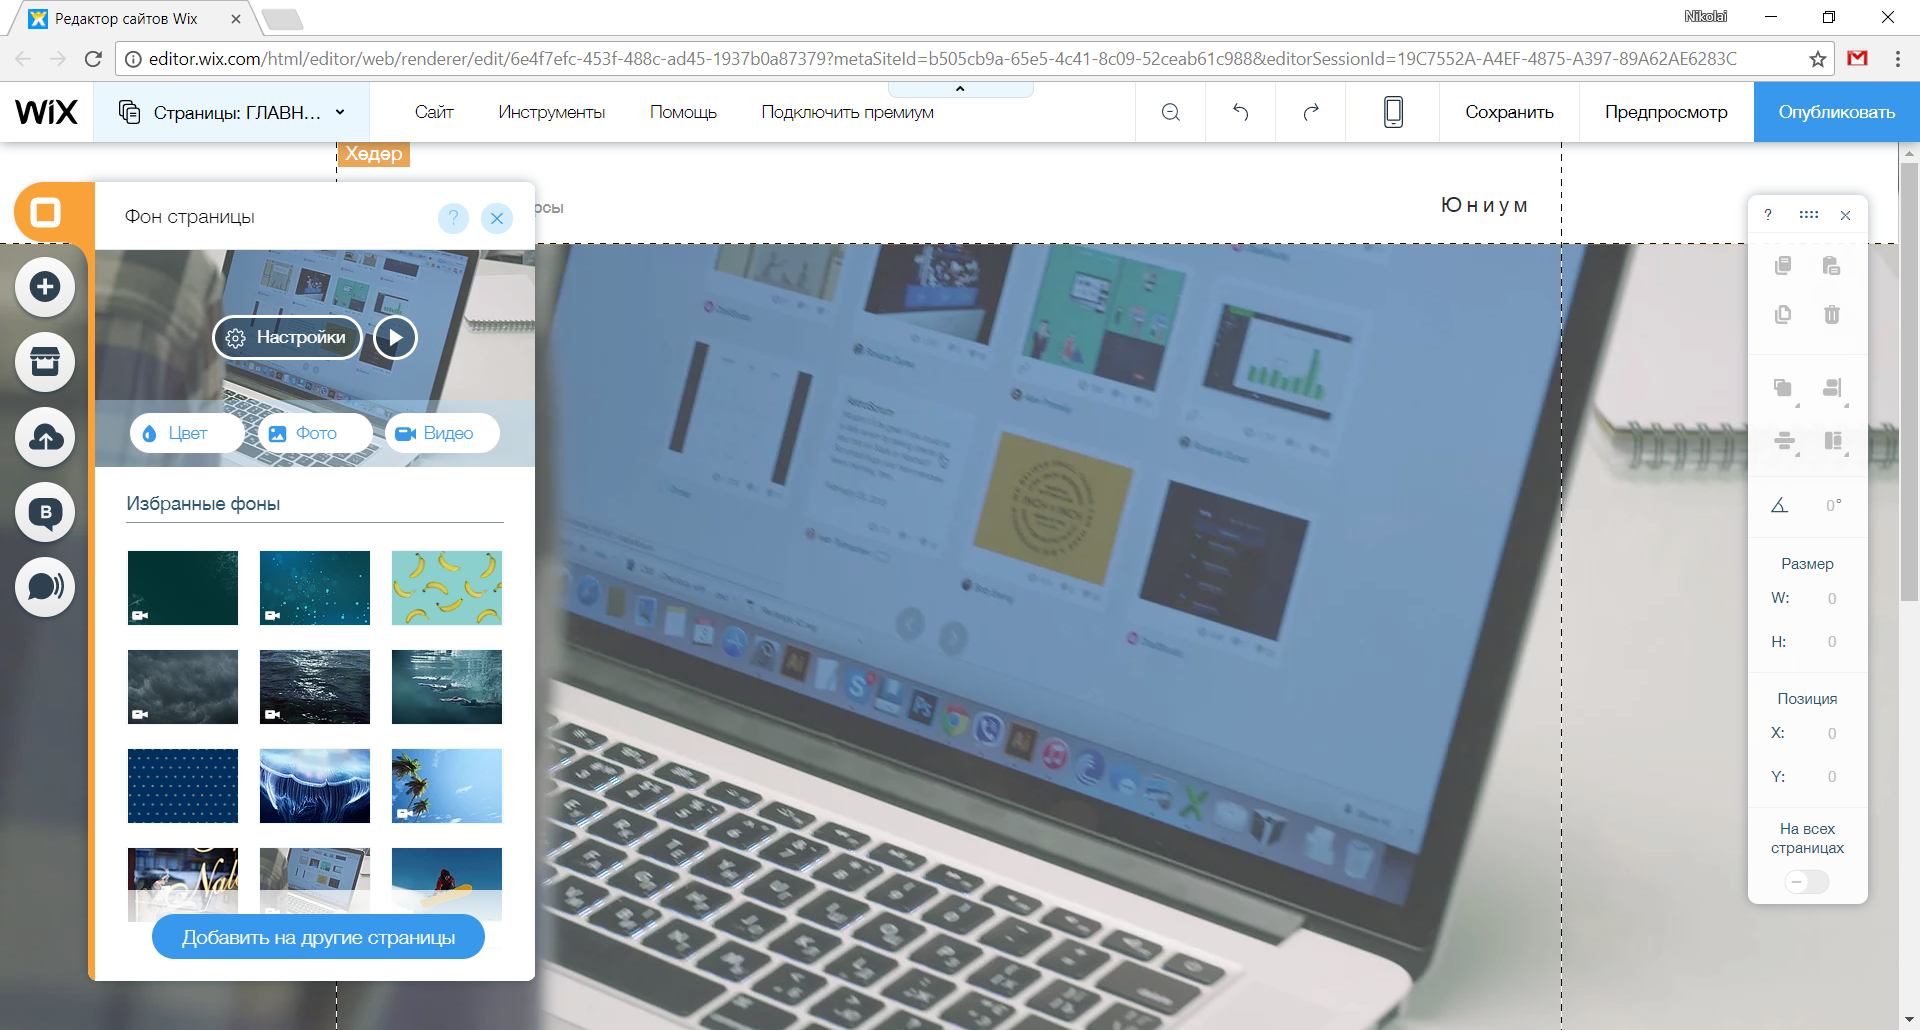 Редактор сайтов Wix
Nikolai
editor.wix.com/html/editor/web/renderer/edit/6e4f7efc-453f-488c-ad45-1937b0a87379?metaSiteId=b505cb9a-65e5-4c41-8c09-52ceab61c988&editorSessionId=19C7552A-A4EF-4875-A397-89A62AE6283C
WiX
Страницы: ГЛАВН...
Сайт
Инструменты
Помощь
Подключить премиум
Сохранить
Предпросмотр
Опубликовать
Хедер
Фон страницы
?
рсы
Юниум
Настройки
Цвет
Фото
Видео
Избранные фоны
Добавить на другие страницы
?
0°
Размер
W: 0
H: 0
Позиция
X: 0
Y: 0
На всех
страницах